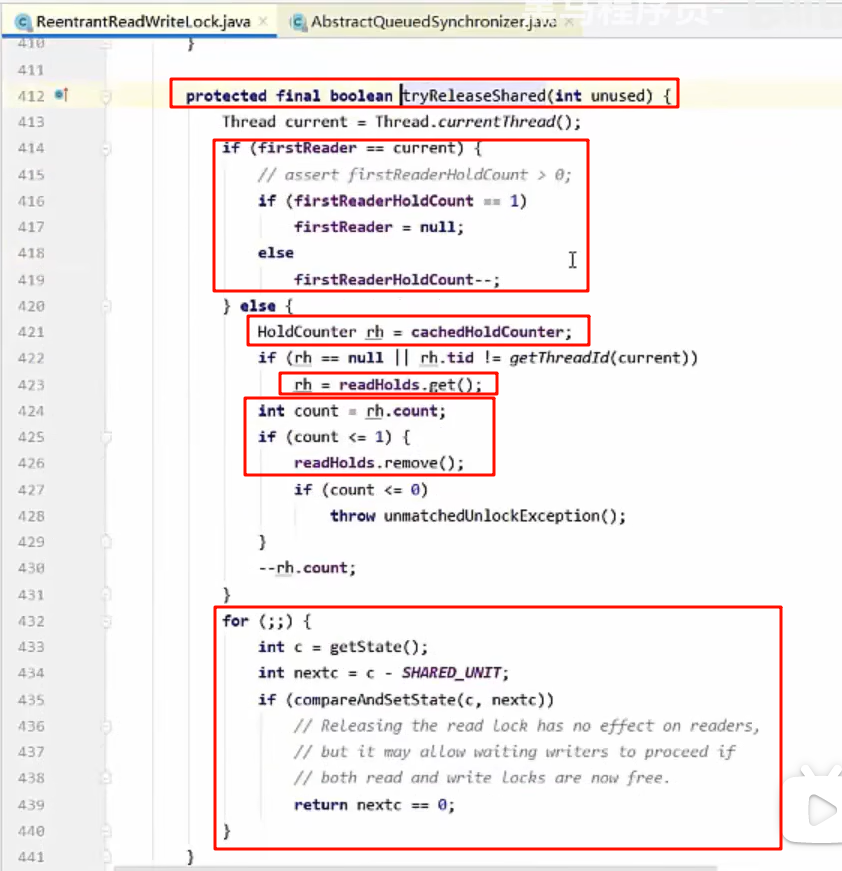 ReentrantReadWriteLock.java × AbstractQueuedSynchronizer.java ×
410 }
411
412 protected final boolean tryReleaseShared(int unused) {
413 Thread current = Thread.currentThread();
414 if (firstReader == current) {
415 // assert firstReaderHoldCount > 0;
416 if (firstReaderHoldCount == 1)
417 firstReader = null;
418 else
419 firstReaderHoldCount--;
420 } else {
421 HoldCounter rh = cachedHoldCounter;
422 if (rh == null || rh.tid != getThreadId(current))
423 rh = readHolds.get();
424 int count = rh.count;
425 if (count <= 1) {
426 readHolds.remove();
427 if (count <= 0)
428 throw unmatchedUnlockException();
429 }
430 --rh.count;
431 }
432 for (;;) {
433 int c = getState();
434 int nextc = c - SHARED_UNIT;
435 if (compareAndSetState(c, nextc))
436 // Releasing the read lock has no effect on readers,
437 // but it may allow waiting writers to proceed if
438 // both read and write locks are now free.
439 return nextc == 0;
440 }
441 }